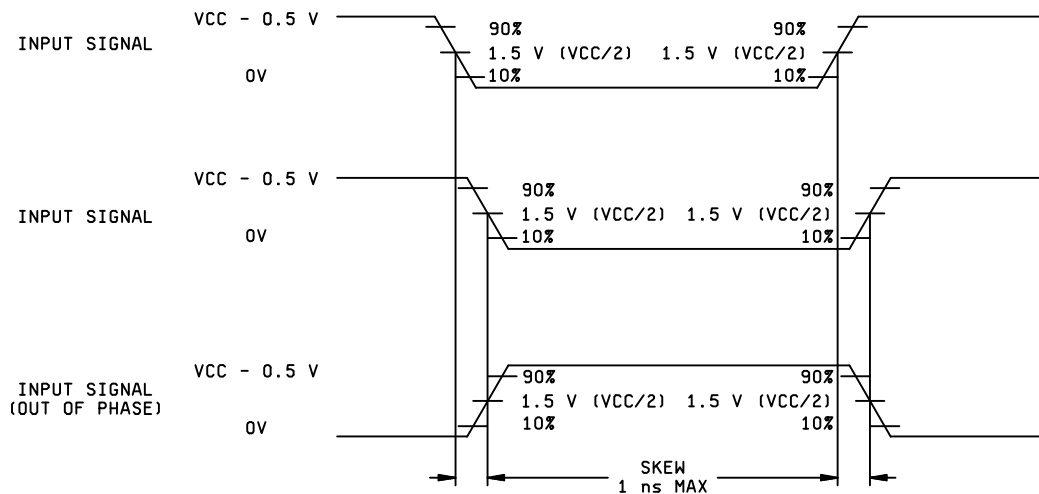 VCC - 0.5 V
90%
90%
INPUT SIGNAL
1.5 V (VCC/2)
1.5 V (VCC/2)
0V
10%
10%
VCC - 0.5 V
90%
90%
INPUT SIGNAL
1.5 V (VCC/2)
1.5 V (VCC/2)
0V
10%
10%
VCC - 0.5 V
90%
90%
INPUT SIGNAL
(OUT OF PHASE)
1.5 V (VCC/2)
1.5 V (VCC/2)
0V
10%
10%
SKEW
1 ns MAX